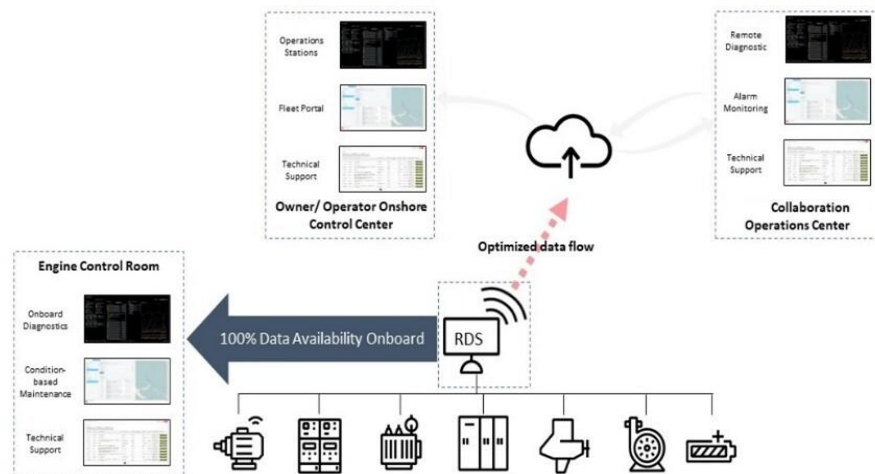 Operations
Stations
Fleet Portal
Technical
Support
Owner/ Operator Onshore
Control Center
Remote
Diagnostic
Alarm
Monitoring
Technical
Support
Collaboration
Operations Center
Optimized data flow
Engine Control Room
Onboard
Diagnostics
Condition-
based
Maintenance
Technical
Support
100% Data Availability Onboard
RDS